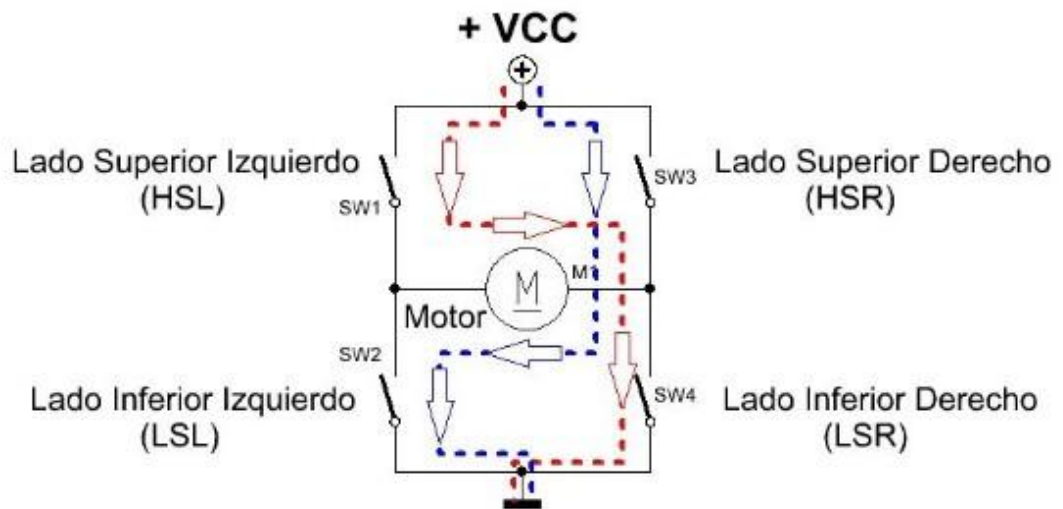 + VCC
Lado Superior Izquierdo
(HSL)
SW1
SW3
Lado Superior Derecho
(HSR)
M
M1
Motor
SW2
Lado Inferior Izquierdo
(LSL)
SW4
Lado Inferior Derecho
(LSR)